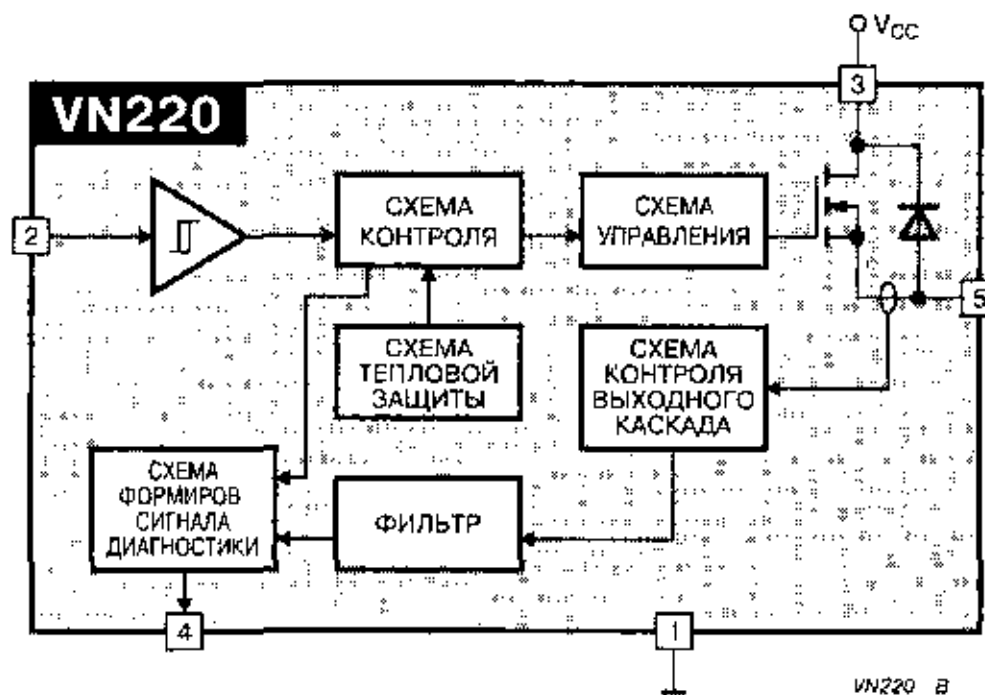 VCC
3
VN220
2
СХЕМА
КОНТРОЛЯ
СХЕМА
УПРАВЛЕНИЯ
5
СХЕМА
ТЕПЛОВОЙ
ЗАЩИТЫ
СХЕМА
КОНТРОЛЯ
ВЫХОДНОГО
КАСКАДА
СХЕМА
ФОРМИРОВ
СИГНАЛА
ДИАГНОСТИКИ
ФИЛЬТР
4
1
VN220 B